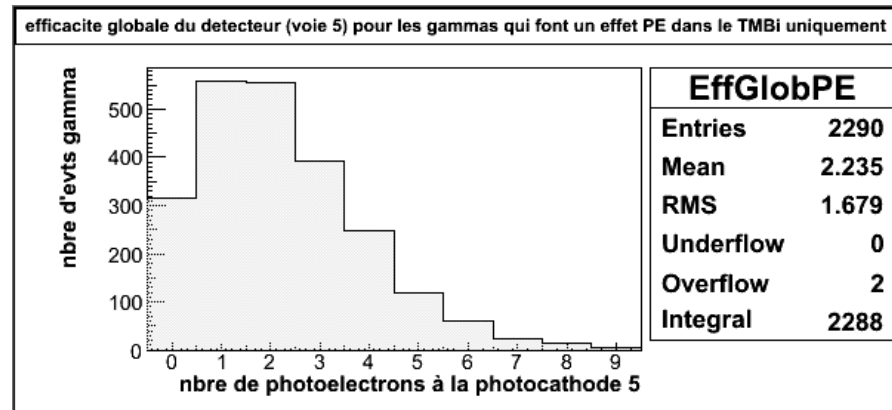 efficacite globale du detecteur (voie 5) pour les gammas qui font un effet PE dans le TMBi uniquement
nbre d'evts gamma
500
400
300
200
100
0
0 1 2 3 4 5 6 7 8 9
nbre de photoelectrons à la photocathode 5
EffGlobPE
Entries 2290
Mean 2.235
RMS 1.679
Underflow 0
Overflow 2
Integral 2288